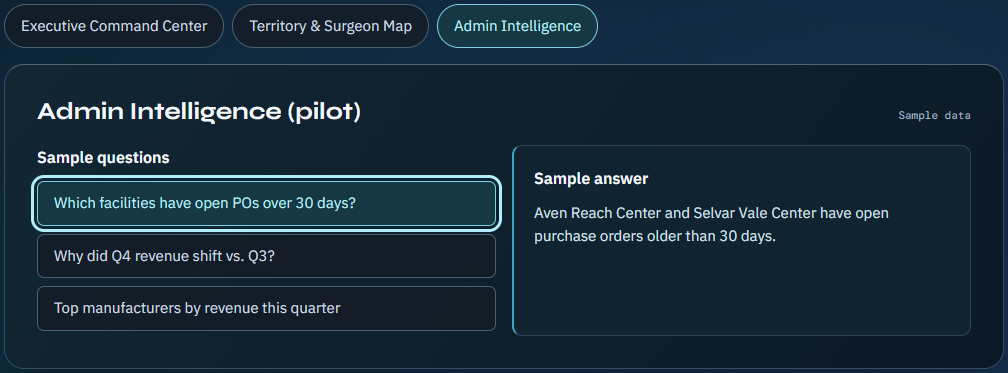 Executive Command Center
Territory & Surgeon Map
Admin Intelligence
Admin Intelligence (pilot)
Sample data
Sample questions
Which facilities have open POs over 30 days?
Why did Q4 revenue shift vs. Q3?
Top manufacturers by revenue this quarter
Sample answer
Aven Reach Center and Selvar Vale Center have open
purchase orders older than 30 days.